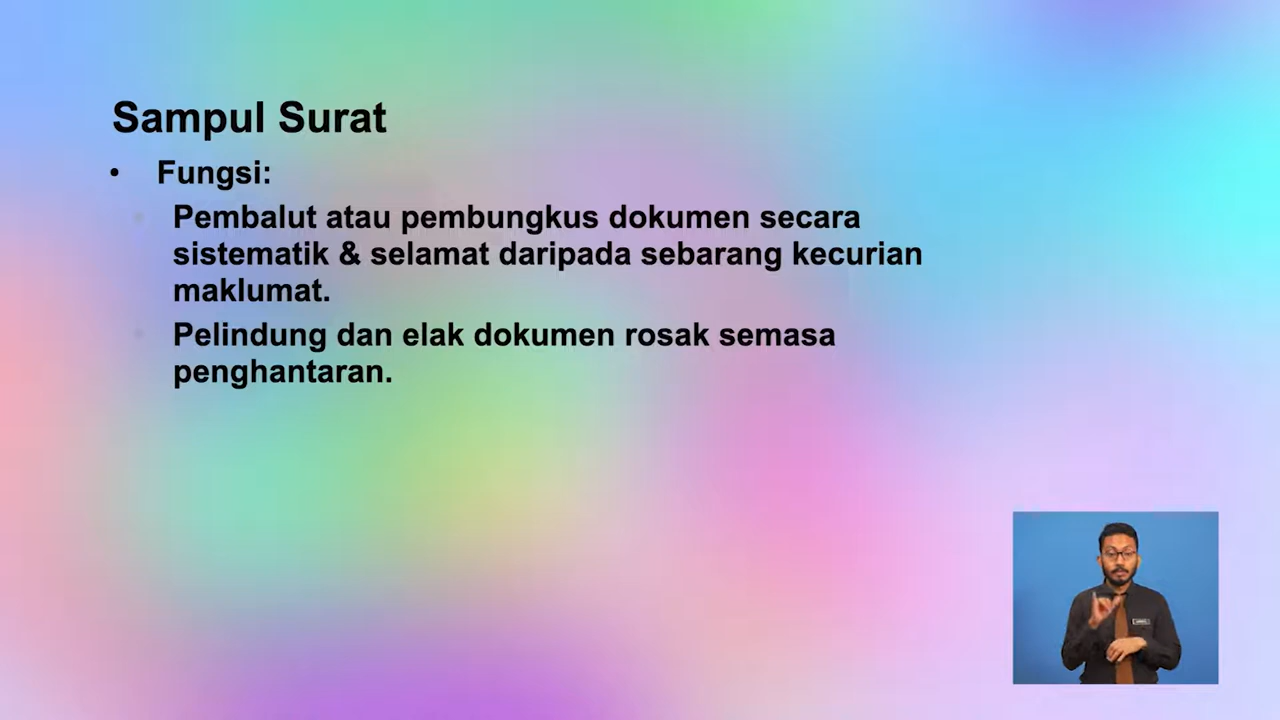 Sampul Surat
• Fungsi:
Pembalut atau pembungkus dokumen secara
sistematik & selamat daripada sebarang kecurian
maklumat.
Pelindung dan elak dokumen rosak semasa
penghantaran.